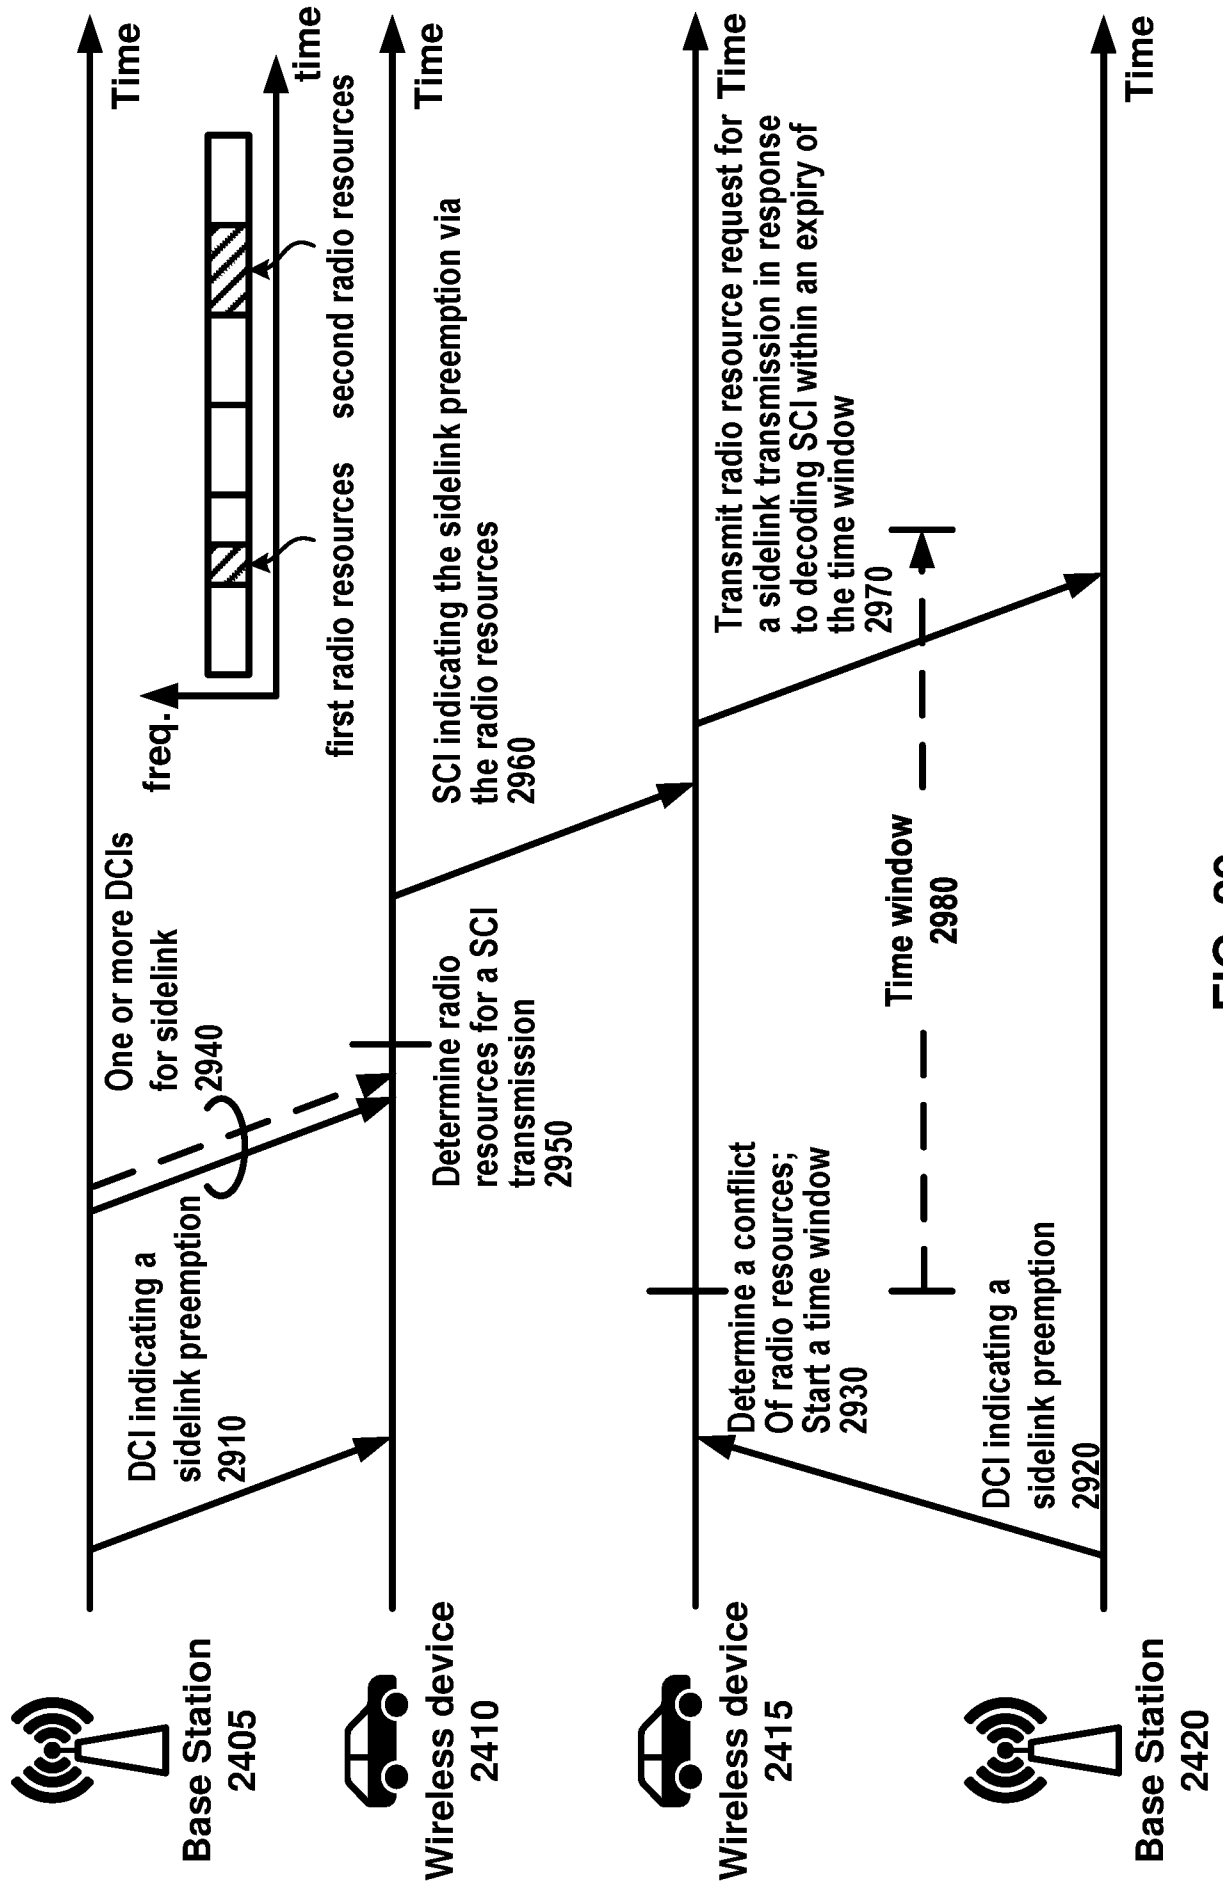 Base Station
2405
Time
DCI indicating a
sidelink preemption
2910
One or more DCIs
for sidelink
2940
freq.
time
first radio resources
second radio resources
Wireless device
2410
Time
Determine radio
resources for a SCI
transmission
2950
SCI indicating the sidelink preemption via
the radio resources
2960
Wireless device
2415
Time
Determine a conflict
Of radio resources;
Start a time window
2930
Transmit radio resource request for
a sidelink transmission in response
to decoding SCI within an expiry of
the time window
2970
Time window
2980
DCI indicating a
sidelink preemption
2920
Base Station
2420
Time